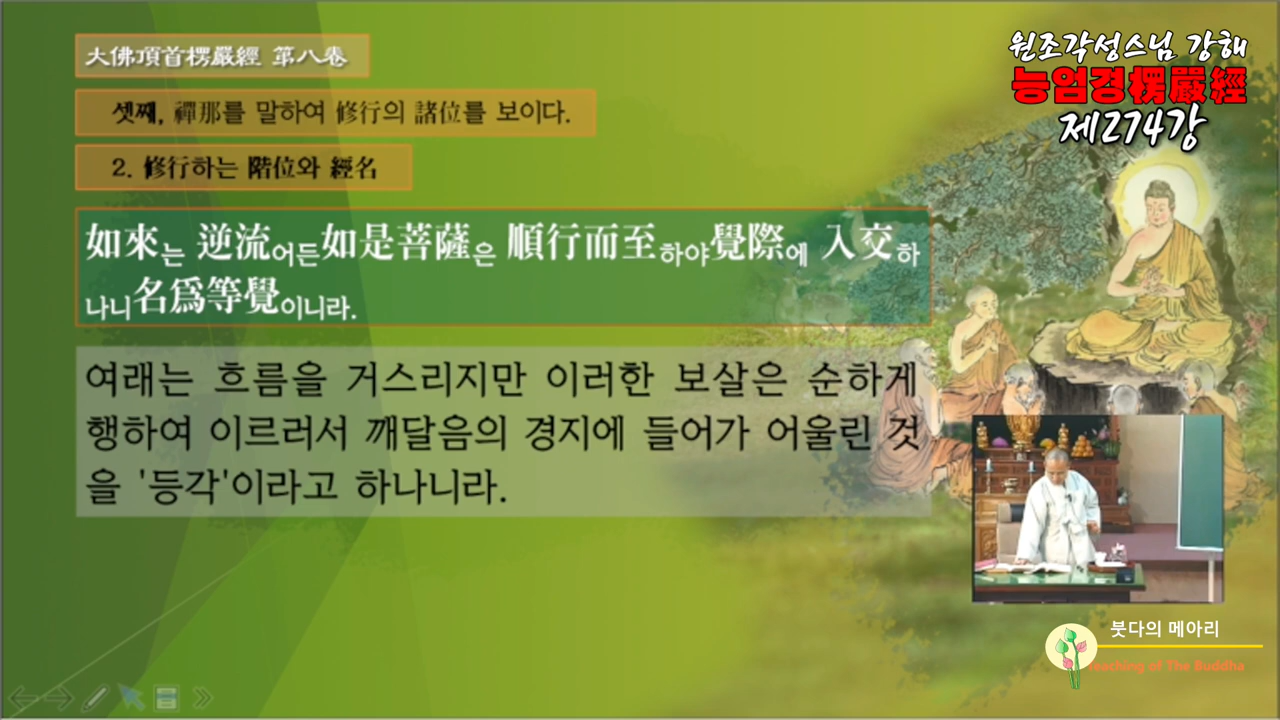 大佛頂首楞嚴經 第八卷
셋째, 禪那를 말하여 修行의 諸位를 보이다.
2. 修行하는 階位와 經名
如來는 逆流어든如是菩薩은 順行而至하야覺際에 入交하
나니名爲等覺이니라.
여래는 흐름을 거스리지만 이러한 보살은 순하게
행하여 이르러서 깨달음의 경지에 들어가 어울린 것
을 '등각'이라고 하나니라.
원조각성스님 강해
능엄경楞嚴經
제274강
붓다의 메아리
Teaching of The Buddha